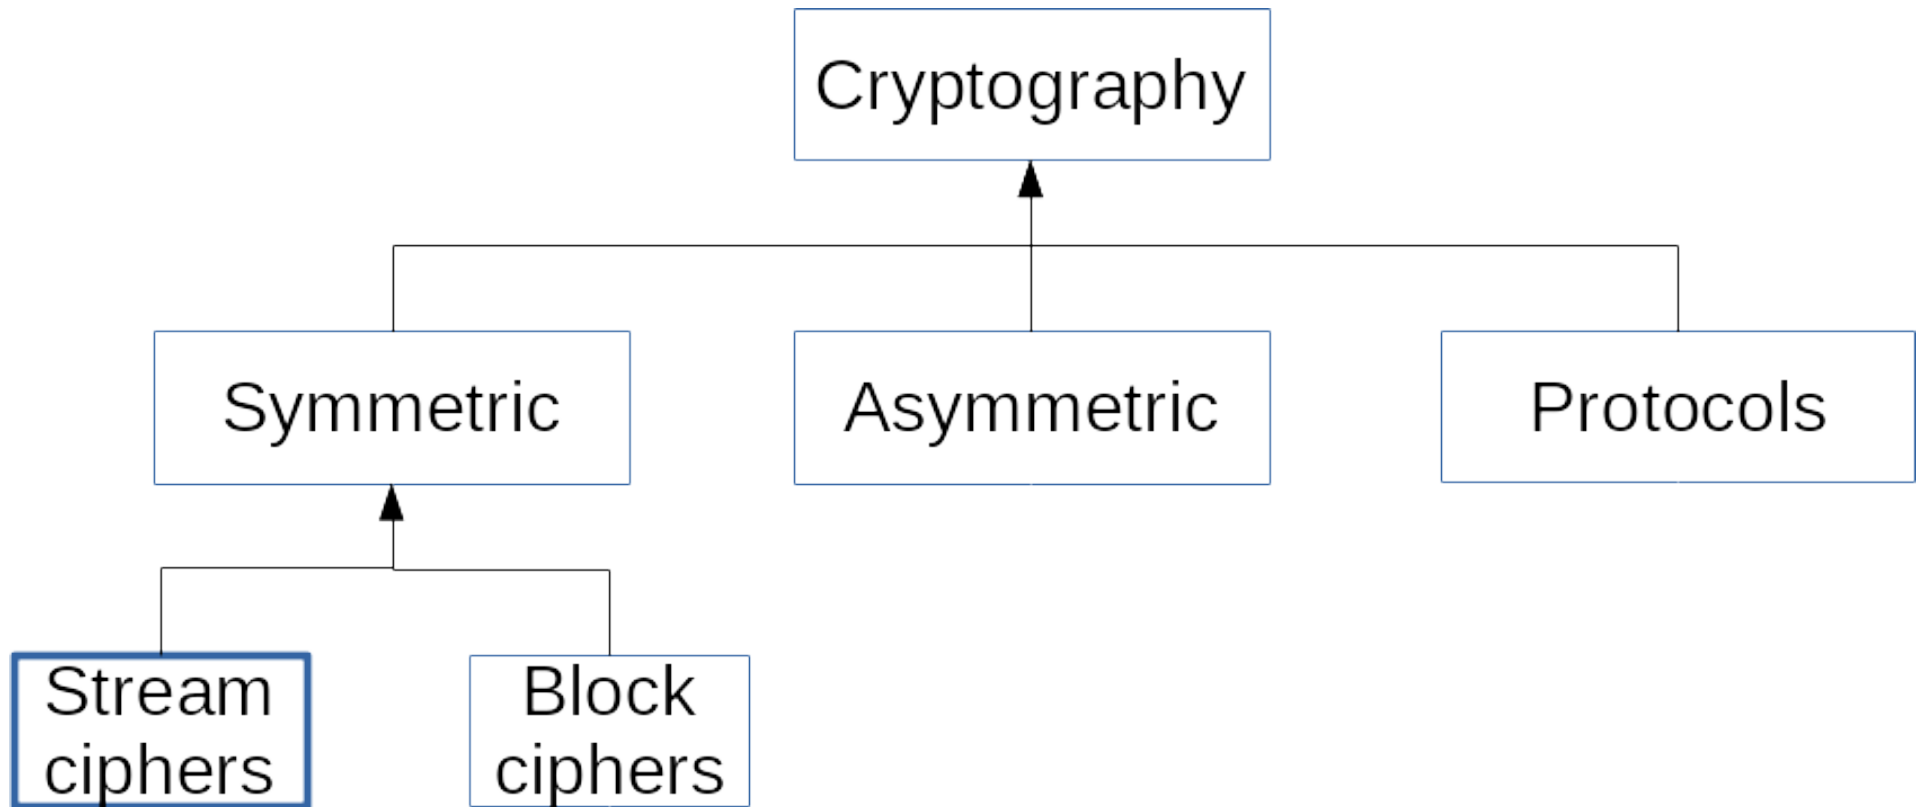 Cryptography
Symmetric
Asymmetric
Protocols
Stream
ciphers
Block
ciphers